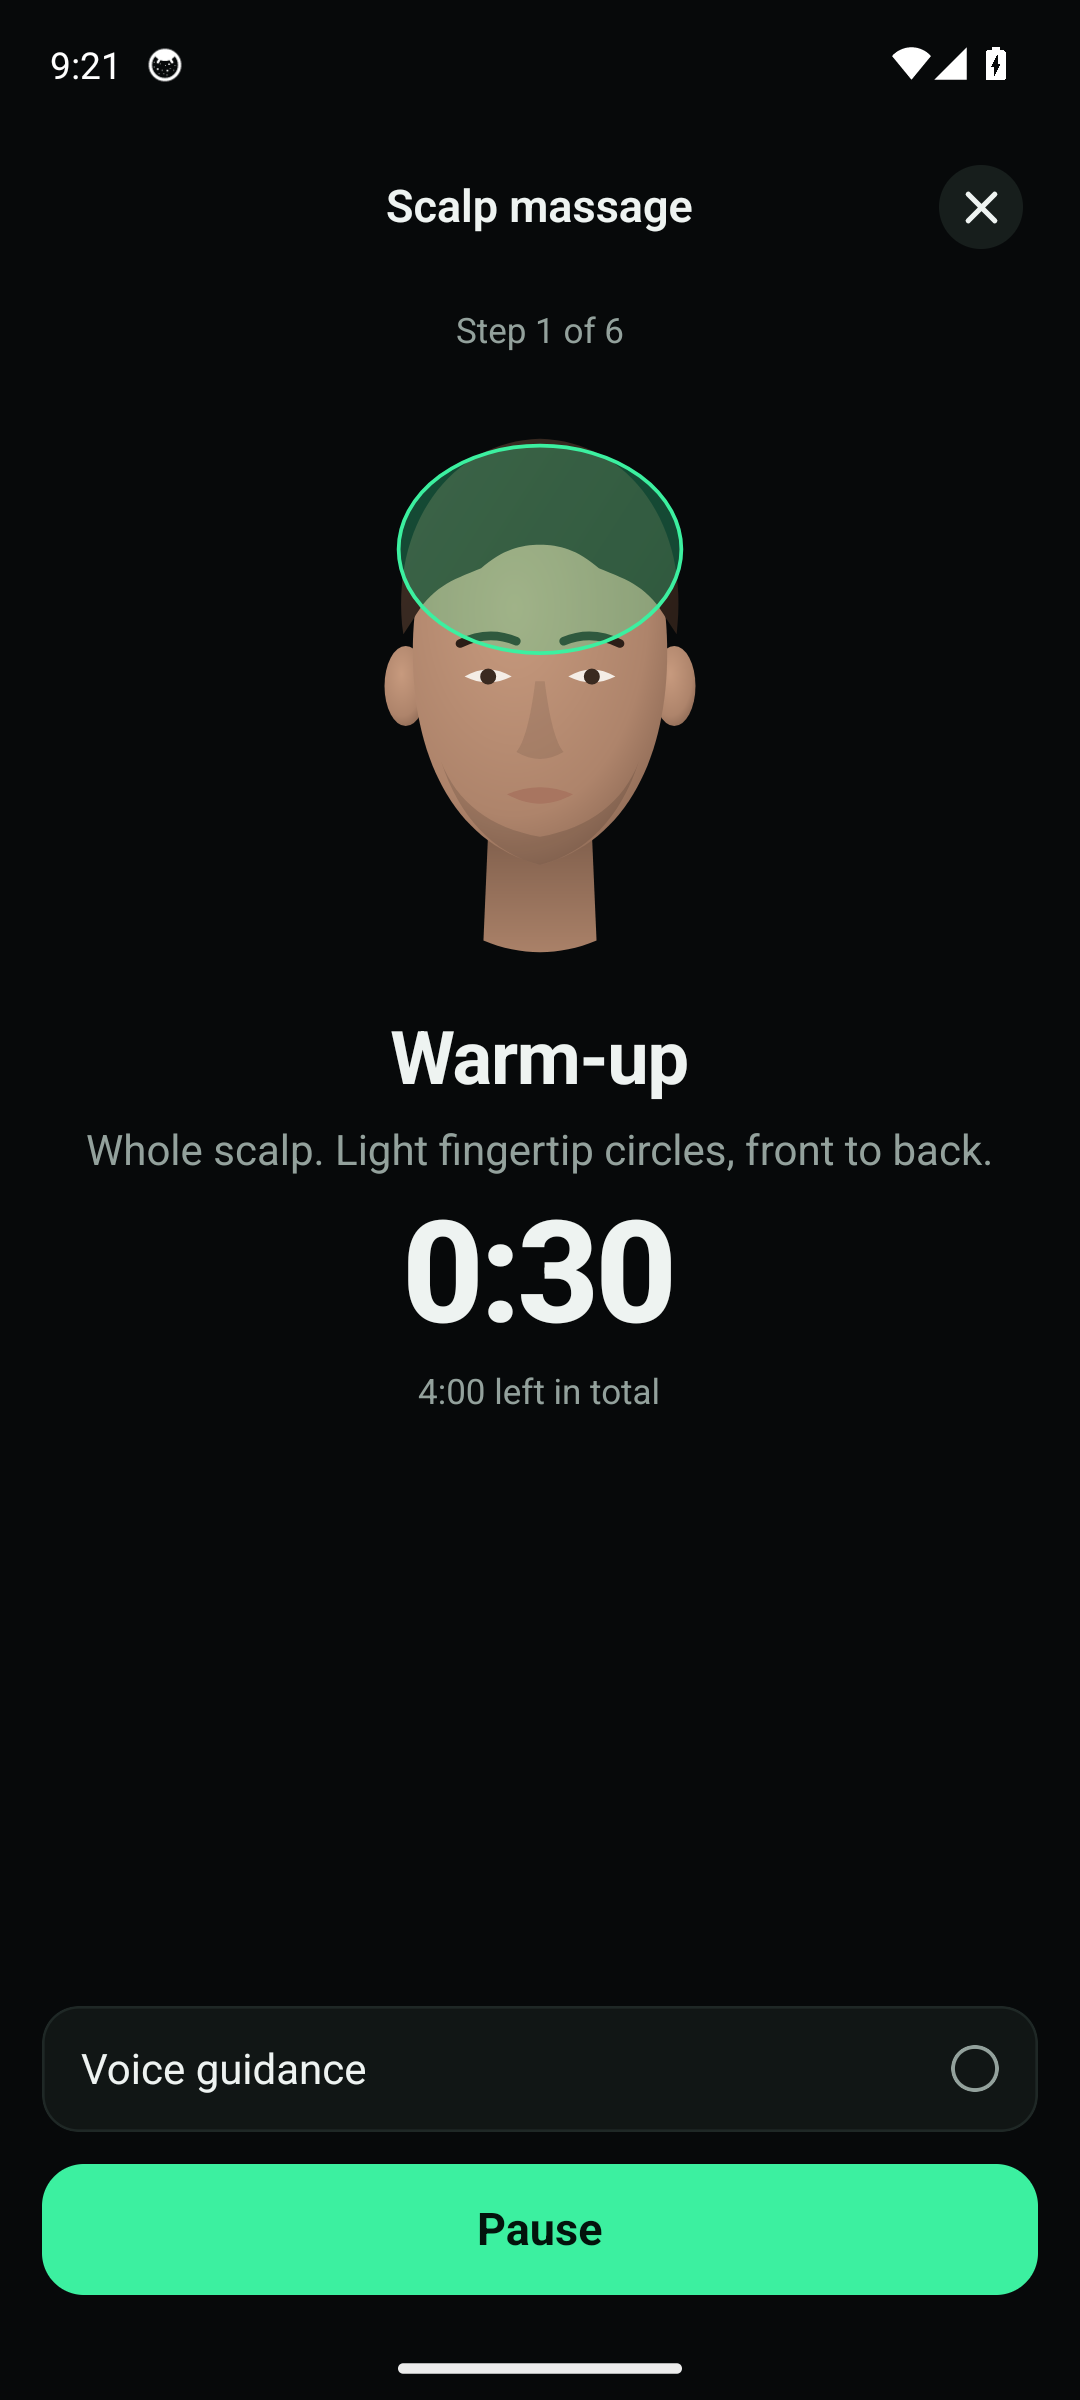 9:21
Scalp massage
Step 1 of 6
Warm-up
Whole scalp. Light fingertip circles, front to back.
0:30
4:00 left in total
Voice guidance
Pause